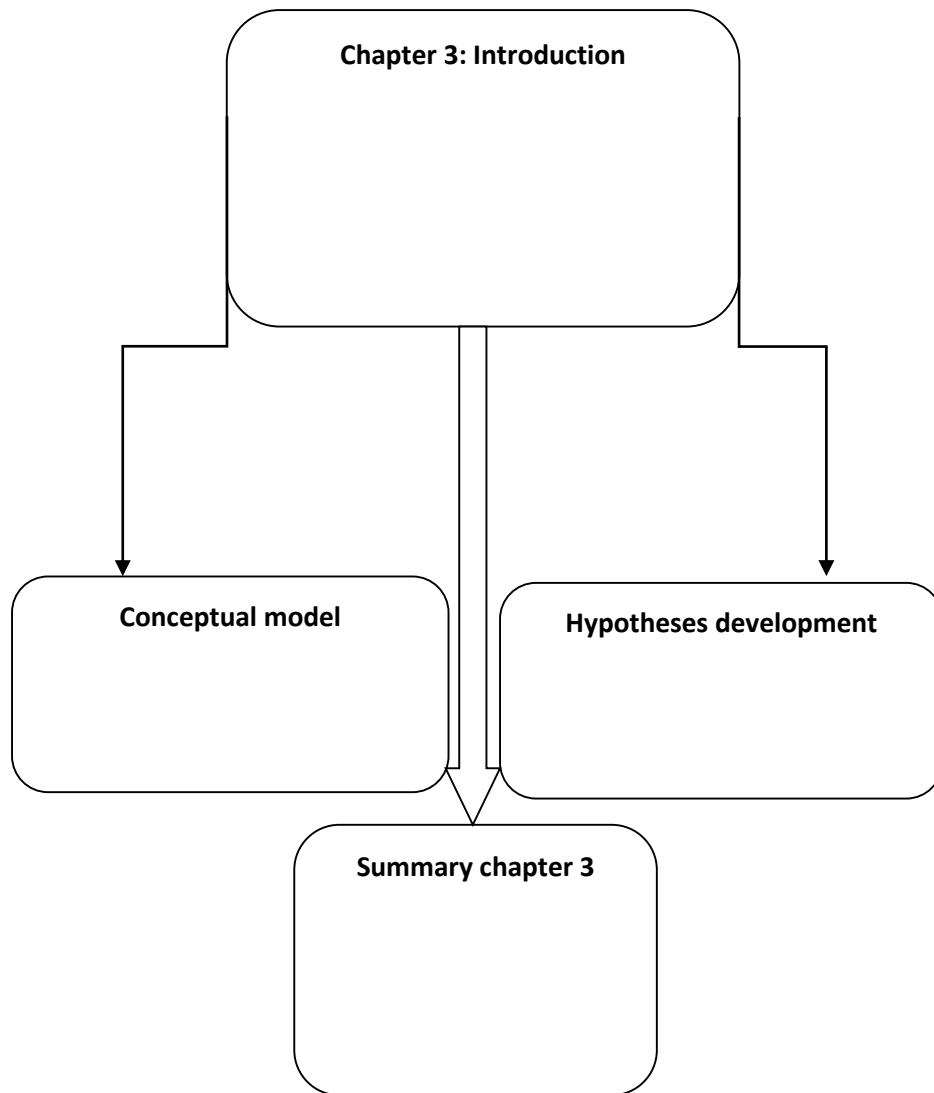 Chapter 3: Introduction
Conceptual model
Hypotheses development
Summary chapter 3